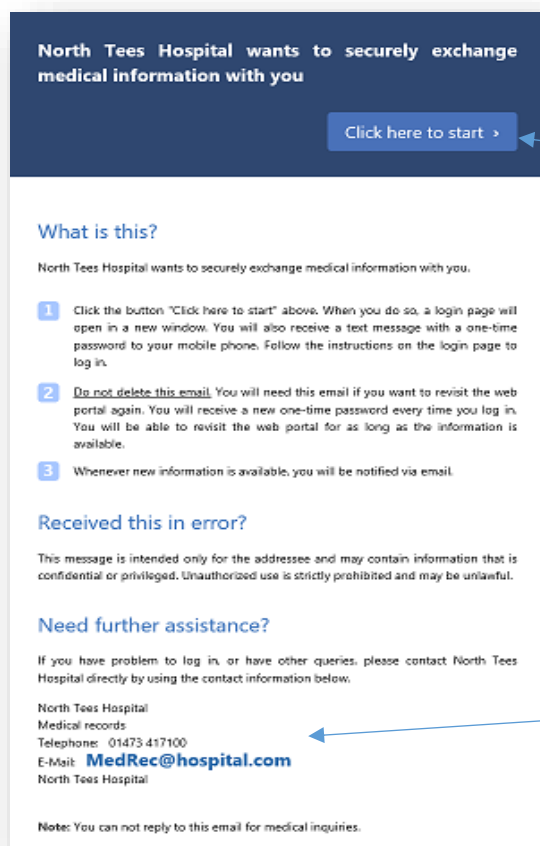 North Tees Hospital wants to securely exchange
medical information with you
Click here to start ›
What is this?
North Tees Hospital wants to securely exchange medical information with you.
1 Click the button "Click here to start" above. When you do so, a login page will
open in a new window. You will also receive a text message with a one-time
password to your mobile phone. Follow the instructions on the login page to
log in.
2 Do not delete this email. You will need this email if you want to revisit the web
portal again. You will receive a new one-time password every time you log in.
You will be able to revisit the web portal for as long as the information is
available.
3 Whenever new information is available, you will be notified via email.
Received this in error?
This message is intended only for the addressee and may contain information that is
confidential or privileged. Unauthorized use is strictly prohibited and may be unlawful.
Need further assistance?
If you have problem to log in, or have other queries, please contact North Tees
Hospital directly by using the contact information below.
North Tees Hospital
Medical records
Telephone: 01473 417100
E-Mail: MedRec@hospital.com
North Tees Hospital
Note: You can not reply to this email for medical inquiries.